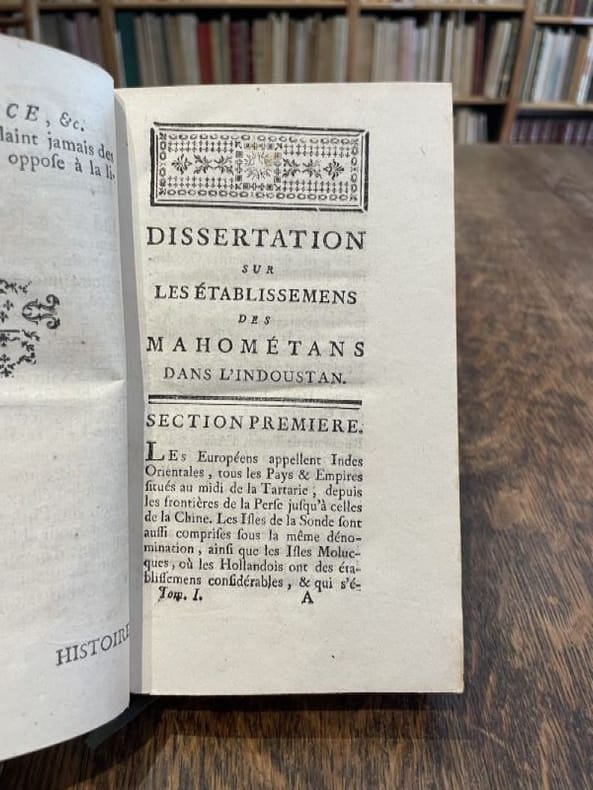 CE, &c.
laint jamais des
oppose à la li-
HISTOIRE
DISSERTATION
SUR
LES ÉTABLISSEMENS
DES
MAHOMÉTANS
DANS L'INDOUSTAN.
SECTION PREMIERE.
LES Européens appellent Indes
Orientales, tous les Pays & Empires
situés au midi de la Tartarie, depuis
les frontières de la Perse jusqu'à celles
de la Chine. Les Isles de la Sonde sont
aussi comprises sous la même déno-
mination, ainsi que les Isles Moluc-
ques, où les Hollandois ont des éta-
blissemens considérables, & qui s'é-
Tom. I. A